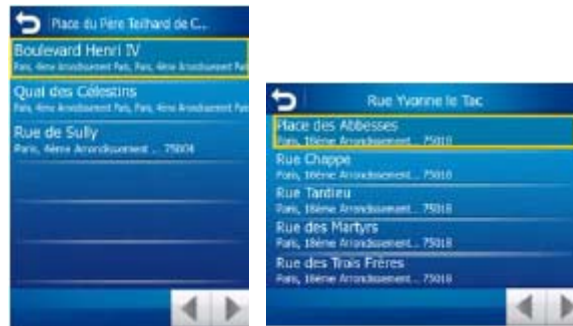 Place du Père Teilhard de C...
Boulevard Henri IV
Paris, 4ème Arrondissement Paris, Paris, 4ème Arrondissement
Quai des Célestins
Paris, 4ème Arrondissement Paris, Paris, 4ème Arrondissement
Rue de Sully
Paris, 4ème Arrondissement ... 75004
Rue Yvonne le Tac
Place des Abbesses
Paris, 18ème Arrondissement... 75018
Rue Chappe
Paris, 18ème Arrondissement... 75018
Rue Tardieu
Paris, 18ème Arrondissement... 75018
Rue des Martyrs
Paris, 18ème Arrondissement... 75018
Rue des Trois Frères
Paris, 18ème Arrondissement... 75018